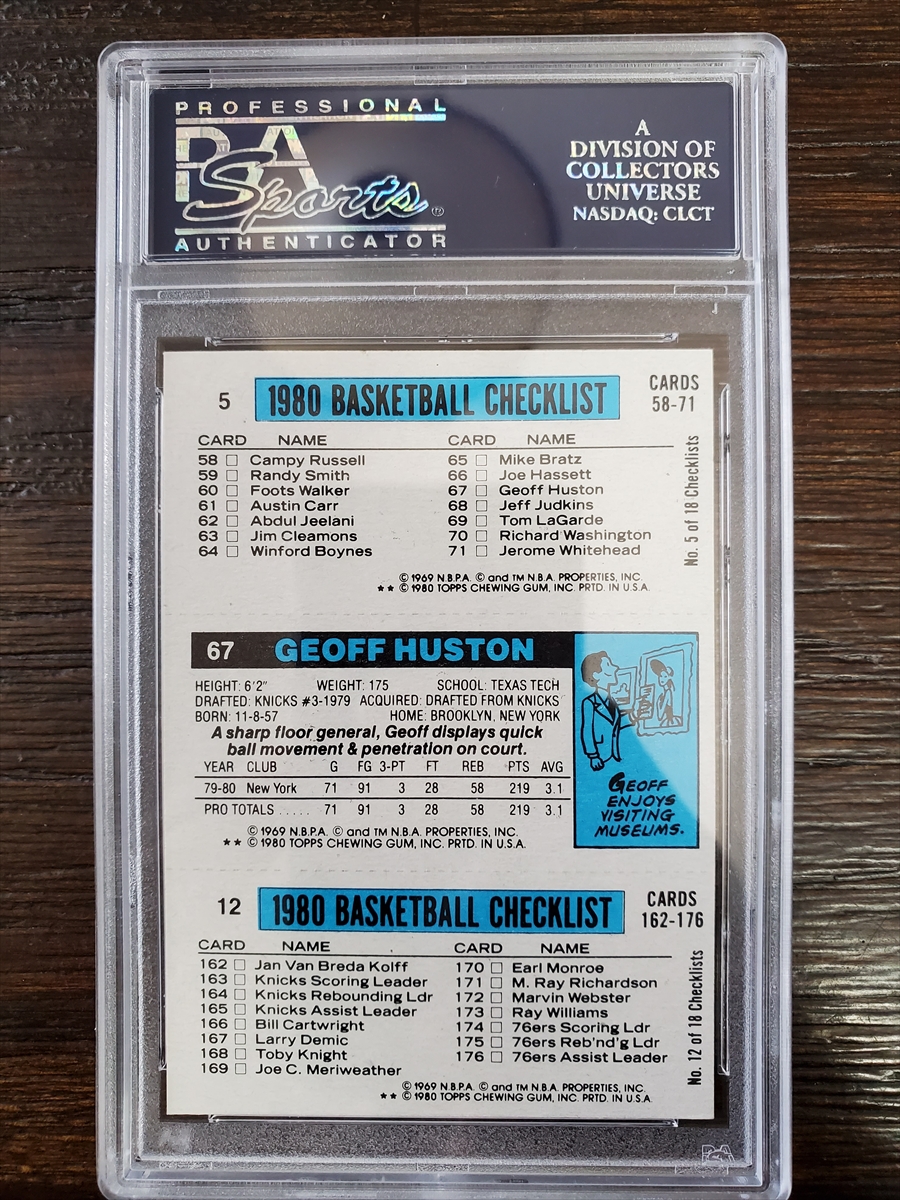 PROFESSIONAL
PSA
Sports®
AUTHENTICATOR
A
DIVISION OF
COLLECTORS
UNIVERSE
NASDAQ: CLCT
5 1980 BASKETBALL CHECKLIST CARDS 58-71
CARD NAME CARD NAME
58 □ Campy Russell 65 □ Mike Bratz
59 □ Randy Smith 66 □ Joe Hassett
60 □ Foots Walker 67 □ Geoff Huston
61 □ Austin Carr 68 □ Jeff Judkins
62 □ Abdul Jeelani 69 □ Tom LaGarde
63 □ Jim Cleamons 70 □ Richard Washington
64 □ Winford Boynes 71 □ Jerome Whitehead
No. 5 of 18 Checklists
© 1969 N.B.P.A. © and TM N.B.A. PROPERTIES, INC.
★★ © 1980 TOPPS CHEWING GUM, INC. PRTD. IN U.S.A.
67 GEOFF HUSTON
HEIGHT: 6'2" WEIGHT: 175 SCHOOL: TEXAS TECH
DRAFTED: KNICKS #3-1979 ACQUIRED: DRAFTED FROM KNICKS
BORN: 11-8-57 HOME: BROOKLYN, NEW YORK
A sharp floor general, Geoff displays quick
ball movement & penetration on court.
YEAR CLUB G FG 3-PT FT REB PTS AVG
79-80 New York 71 91 3 28 58 219 3.1
PRO TOTALS ..... 71 91 3 28 58 219 3.1
© 1969 N.B.P.A. © and TM N.B.A. PROPERTIES, INC.
★★ © 1980 TOPPS CHEWING GUM, INC. PRTD. IN U.S.A.
GEOFF
ENJOYS
VISITING
MUSEUMS.
12 1980 BASKETBALL CHECKLIST CARDS 162-176
CARD NAME CARD NAME
162 □ Jan Van Breda Kolff 170 □ Earl Monroe
163 □ Knicks Scoring Leader 171 □ M. Ray Richardson
164 □ Knicks Rebounding Ldr 172 □ Marvin Webster
165 □ Knicks Assist Leader 173 □ Ray Williams
166 □ Bill Cartwright 174 □ 76ers Scoring Ldr
167 □ Larry Demic 175 □ 76ers Reb'nd'g Ldr
168 □ Toby Knight 176 □ 76ers Assist Leader
169 □ Joe C. Meriweather
No. 12 of 18 Checklists
© 1969 N.B.P.A. © and TM N.B.A. PROPERTIES, INC.
★★ © 1980 TOPPS CHEWING GUM, INC. PRTD. IN U.S.A.
PSA